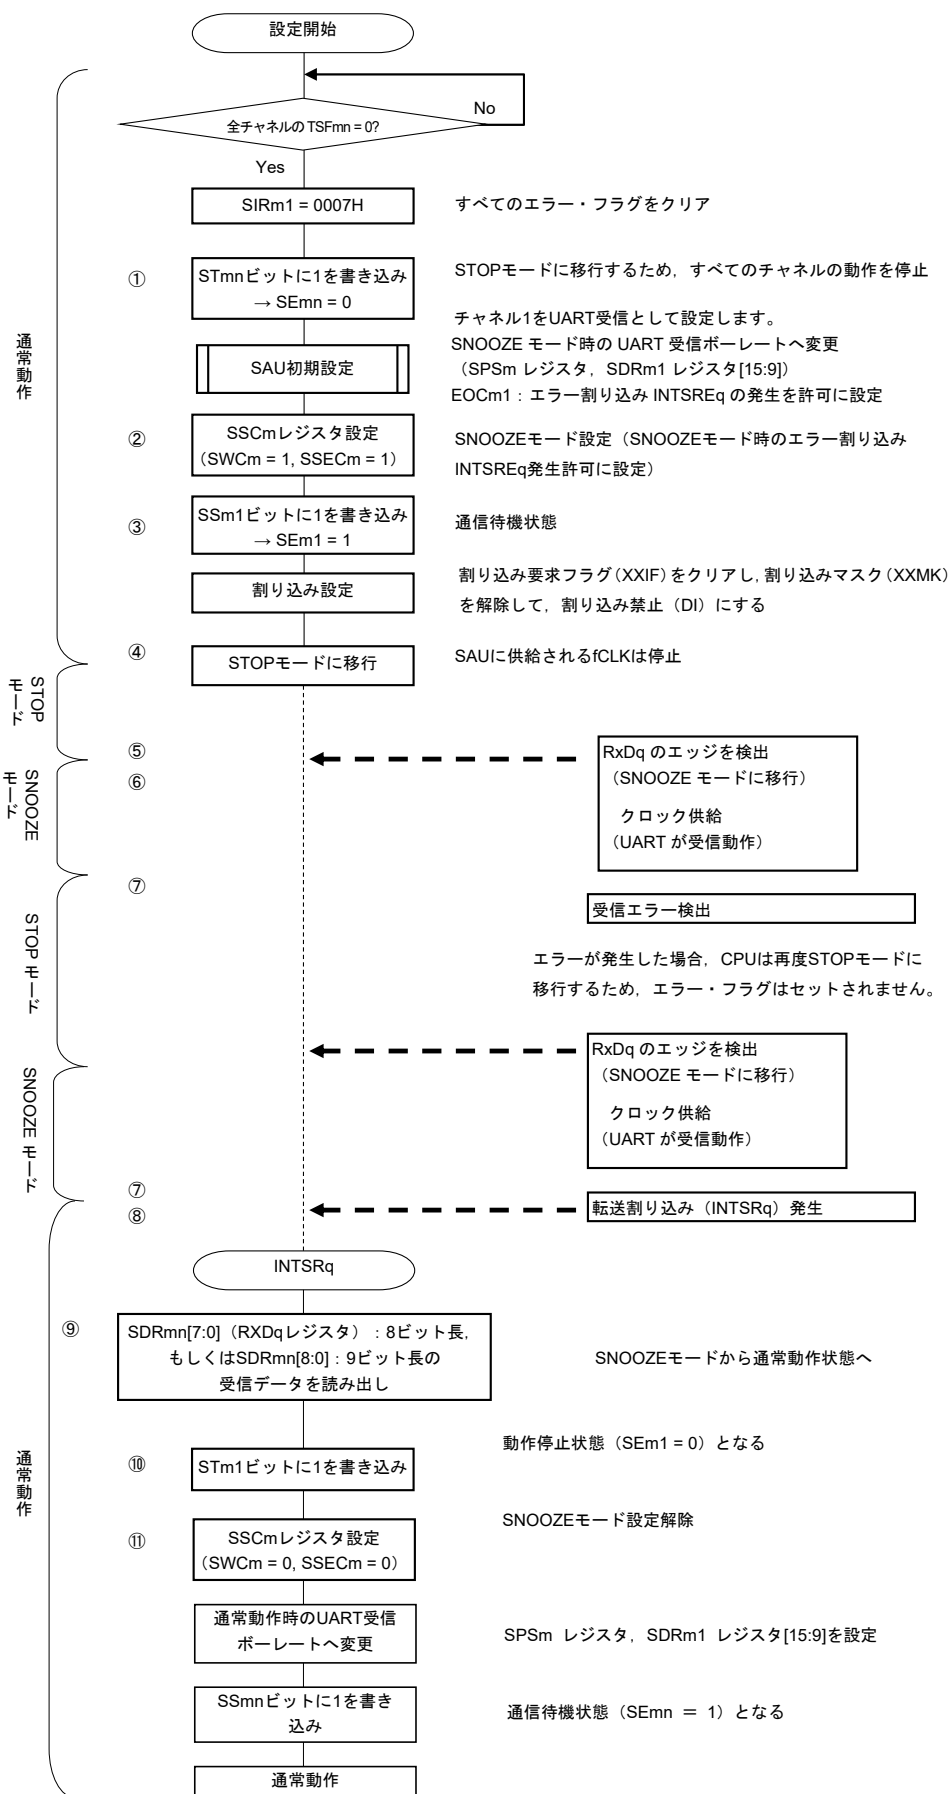 設定開始
No
全チャネルの TSFmn = 0?
Yes
SIRm1 = 0007H
すべてのエラー・フラグをクリア
①
STmnビットに1を書き込み
→ SEmn = 0
STOPモードに移行するため，すべてのチャネルの動作を停止
チャネル1をUART受信として設定します。
SNOOZE モード時の UART 受信ボーレートへ変更
（SPSm レジスタ，SDRm1 レジスタ[15:9]）
EOCm1：エラー割り込み INTSREq の発生を許可に設定
SAU初期設定
通常動作
②
SSCmレジスタ設定
（SWCm = 1, SSECm = 1）
SNOOZEモード設定（SNOOZEモード時のエラー割り込み
INTSREq発生許可に設定）
③
SSm1ビットに1を書き込み
→ SEm1 = 1
通信待機状態
割り込み設定
割り込み要求フラグ（XXIF）をクリアし，割り込みマスク（XXMK）
を解除して，割り込み禁止（DI）にする
④
STOPモードに移行
SAUに供給されるfCLKは停止
STOP
モード
⑤
⑥
RxDq のエッジを検出
（SNOOZE モードに移行）
クロック供給
（UART が受信動作）
SNOOZE
モード
⑦
受信エラー検出
STOP モード
エラーが発生した場合，CPUは再度STOPモードに
移行するため，エラー・フラグはセットされません。
RxDq のエッジを検出
（SNOOZE モードに移行）
クロック供給
（UART が受信動作）
SNOOZE モード
⑦
⑧
転送割り込み（INTSRq）発生
INTSRq
⑨
SDRmn[7:0]（RXDqレジスタ）：8ビット長，
もしくはSDRmn[8:0]：9ビット長の
受信データを読み出し
SNOOZEモードから通常動作状態へ
通常動作
⑩
STm1ビットに1を書き込み
動作停止状態（SEm1 = 0）となる
⑪
SSCmレジスタ設定
（SWCm = 0, SSECm = 0）
SNOOZEモード設定解除
通常動作時のUART受信
ボーレートへ変更
SPSm レジスタ，SDRm1 レジスタ[15:9]を設定
SSmnビットに1を書き
込み
通信待機状態（SEmn ＝ 1）となる
通常動作